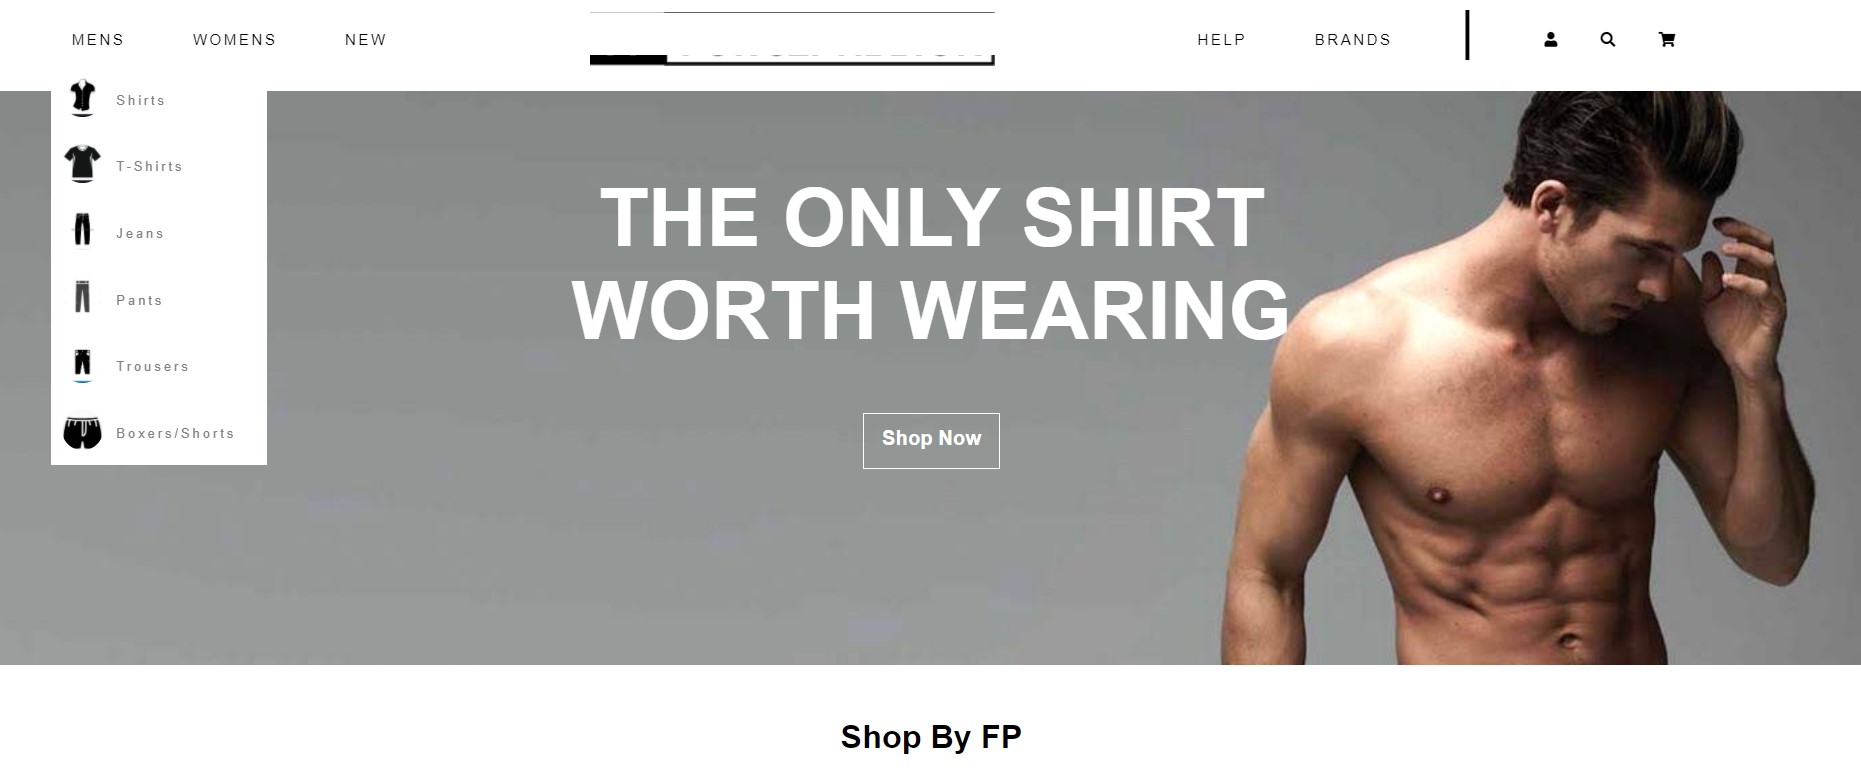 MENS WOMENS NEW HELP BRANDS
Shirts
T-Shirts
Jeans
Pants
Trousers
Boxers/Shorts
THE ONLY SHIRT
WORTH WEARING
Shop Now
Shop By FP